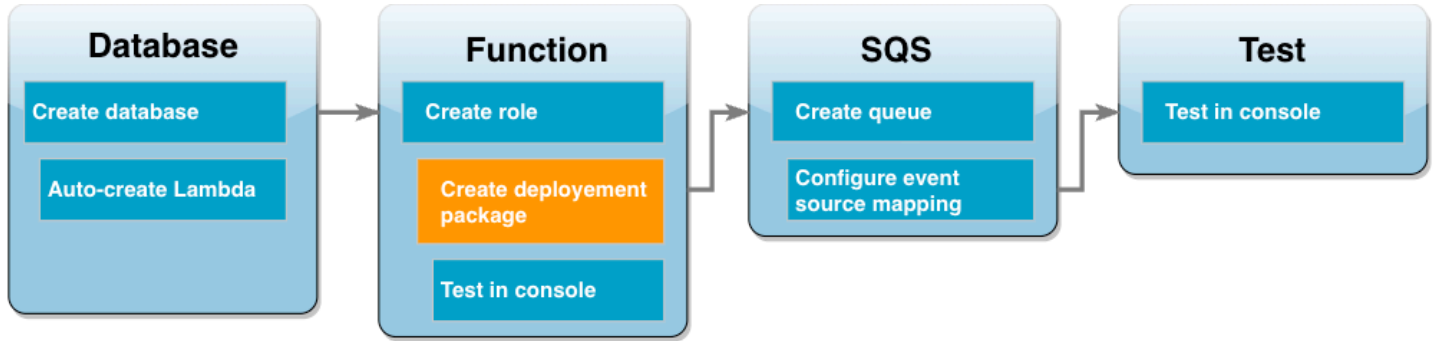 Database
Create database
Auto-create Lambda
Function
Create role
Create deployement
package
Test in console
SQS
Create queue
Configure event
source mapping
Test
Test in console